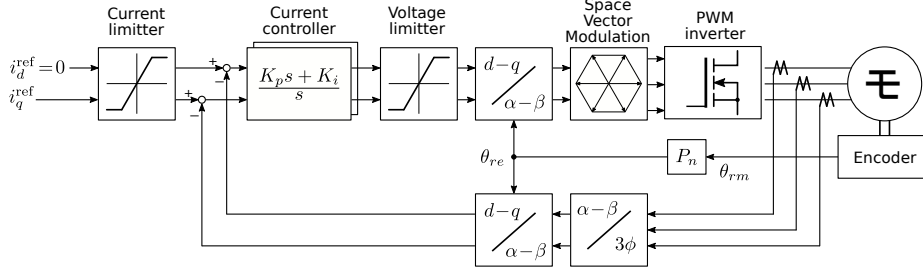 Current
limitter
Current
controller
Voltage
limitter
Space
Vector
Modulation
PWM
inverter
i_d^ref=0
i_q^ref
+
−
+
−
K_p s + K_i
s
d−q
α−β
モ
Encoder
θ_re
P_n
θ_rm
d−q
α−β
α−β
3ϕ